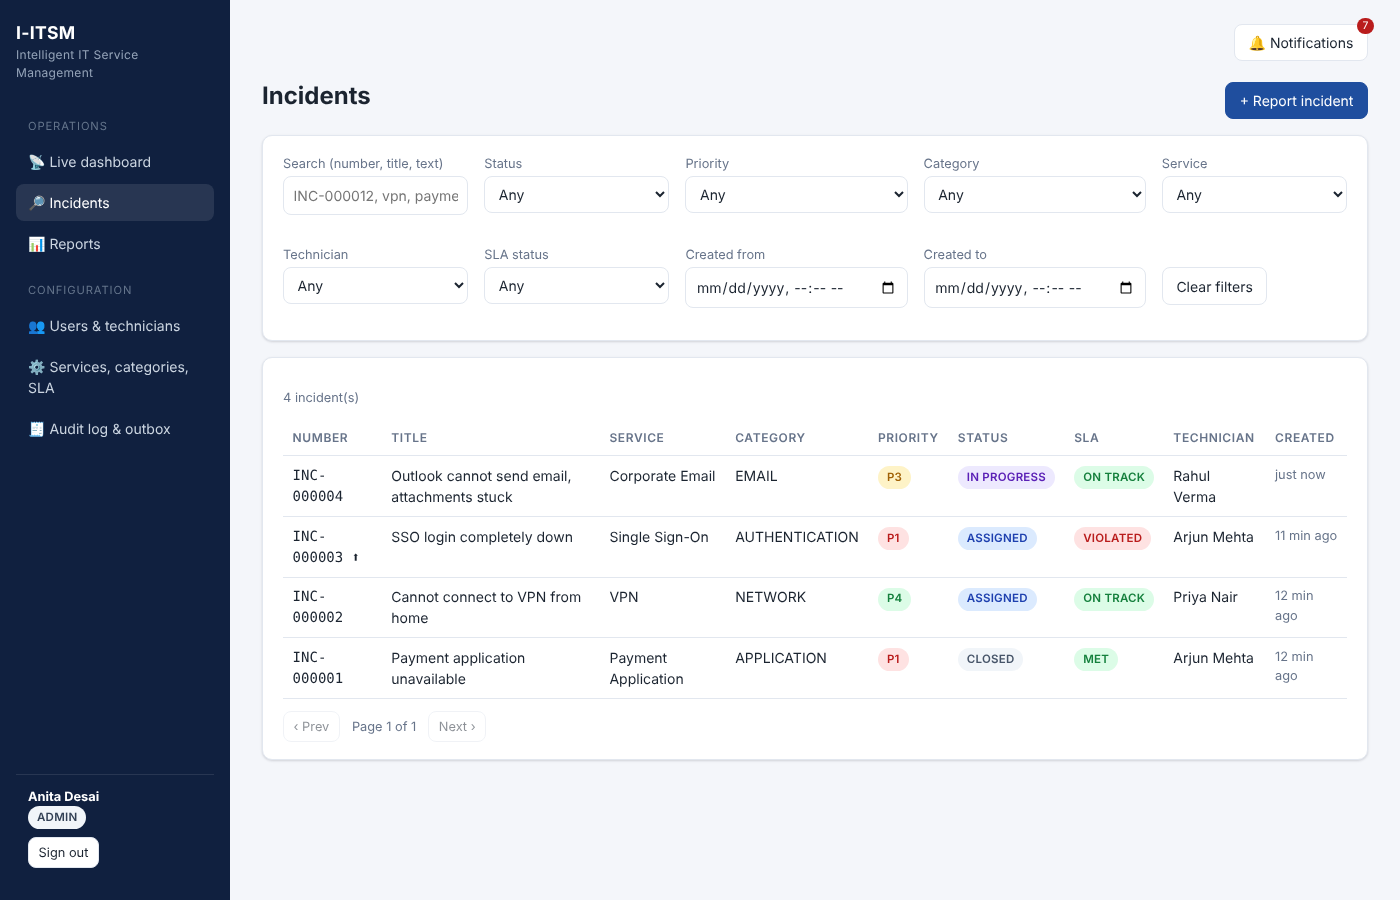 I-ITSM
Intelligent IT Service
Management
OPERATIONS
📡 Live dashboard
🔎 Incidents
📊 Reports
CONFIGURATION
👥 Users & technicians
⚙️ Services, categories,
SLA
🧾 Audit log & outbox
Anita Desai
ADMIN
Sign out
🔔 Notifications
7
Incidents
+ Report incident
Search (number, title, text)
Status
Priority
Category
Service
INC-000012, vpn, payme
Any
Any
Any
Any
Technician
SLA status
Created from
Created to
Any
Any
mm/dd/yyyy, --:-- --
mm/dd/yyyy, --:-- --
Clear filters
4 incident(s)
NUMBER TITLE SERVICE CATEGORY PRIORITY STATUS SLA TECHNICIAN CREATED
INC-
000004
Outlook cannot send email,
attachments stuck
Corporate Email
EMAIL
P3
IN PROGRESS
ON TRACK
Rahul
Verma
just now
INC-
000003 ⬆
SSO login completely down
Single Sign-On
AUTHENTICATION
P1
ASSIGNED
VIOLATED
Arjun Mehta
11 min ago
INC-
000002
Cannot connect to VPN from
home
VPN
NETWORK
P4
ASSIGNED
ON TRACK
Priya Nair
12 min
ago
INC-
000001
Payment application
unavailable
Payment
Application
APPLICATION
P1
CLOSED
MET
Arjun Mehta
12 min
ago
‹ Prev
Page 1 of 1
Next ›